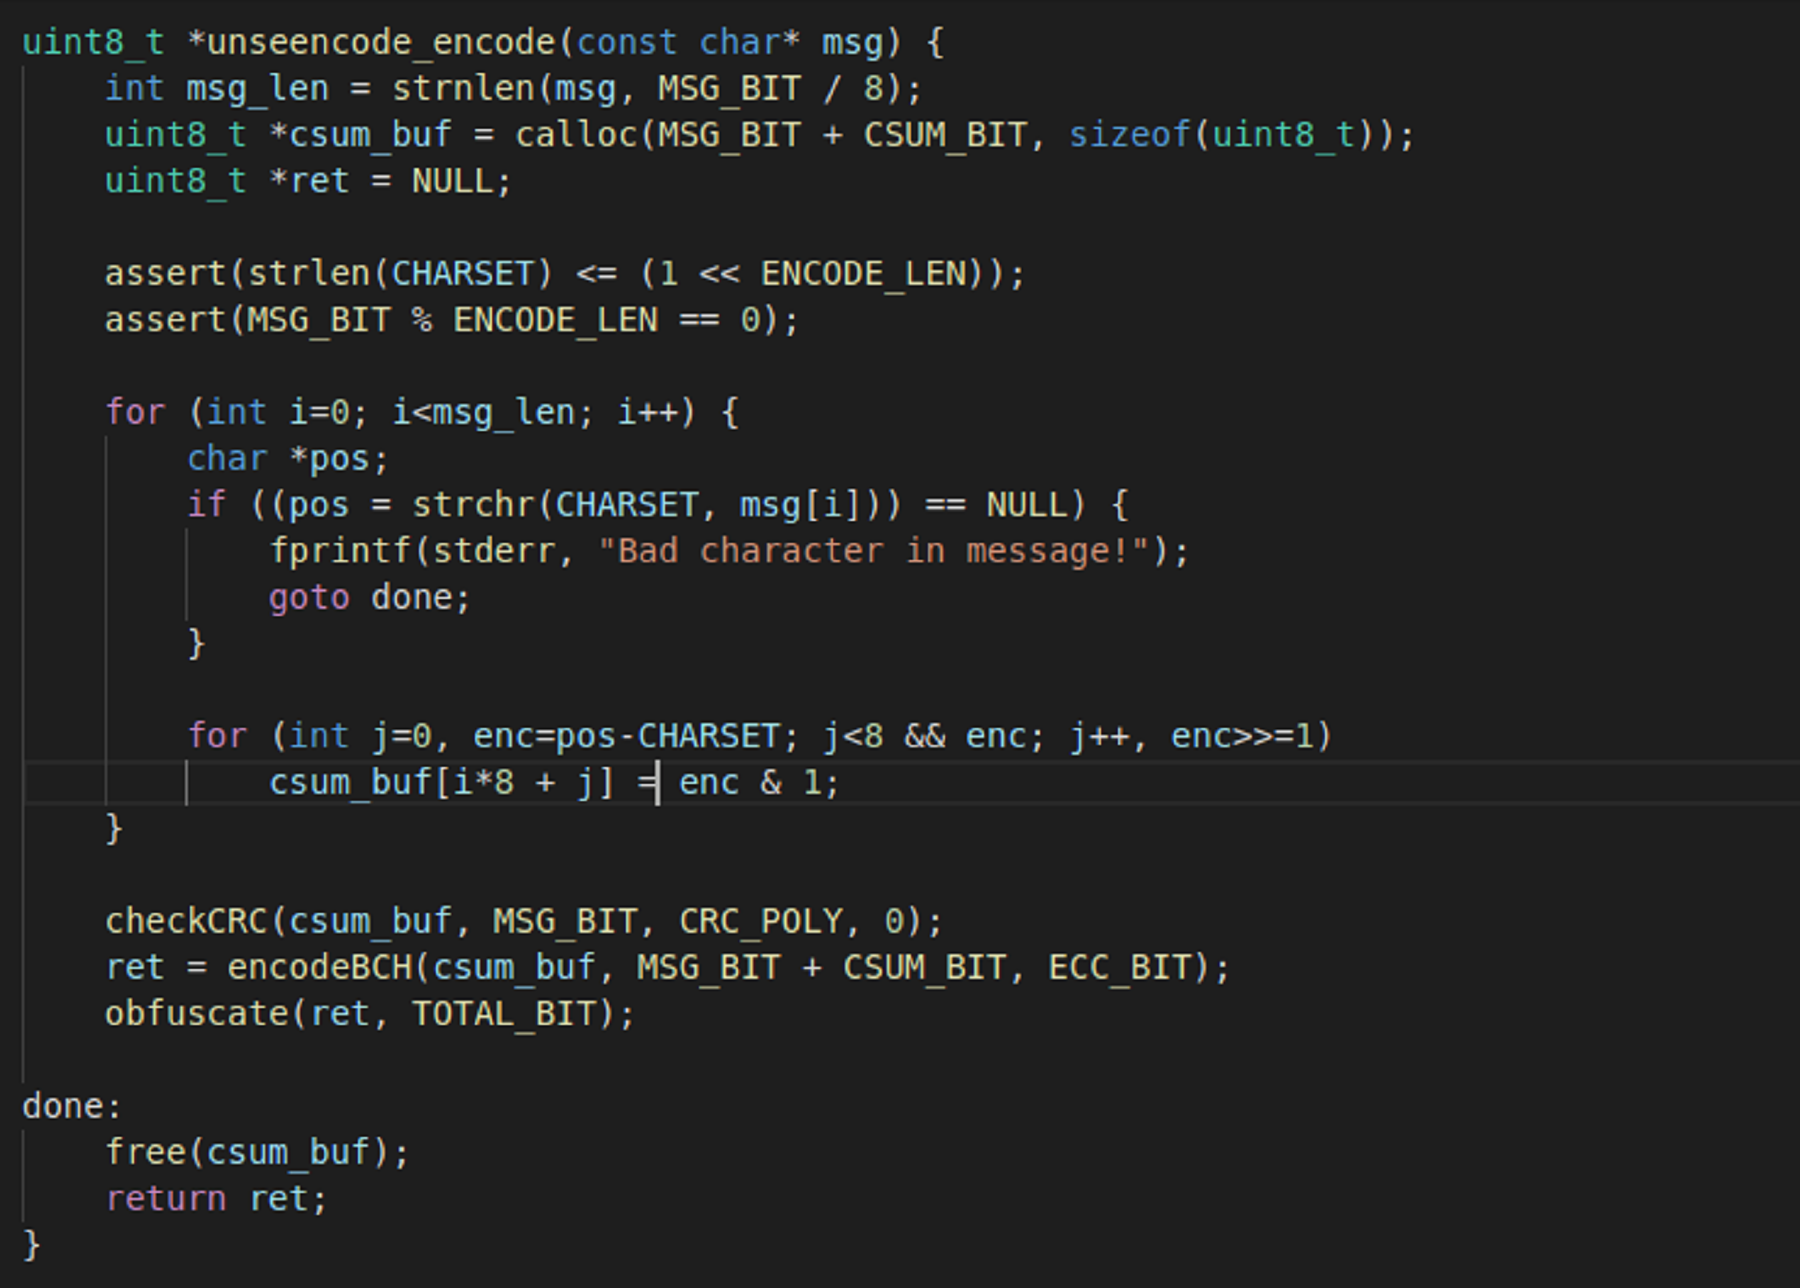 uint8_t *unseencode_encode(const char* msg) {
    int msg_len = strnlen(msg, MSG_BIT / 8);
    uint8_t *csum_buf = calloc(MSG_BIT + CSUM_BIT, sizeof(uint8_t));
    uint8_t *ret = NULL;

    assert(strlen(CHARSET) <= (1 << ENCODE_LEN));
    assert(MSG_BIT % ENCODE_LEN == 0);

    for (int i=0; i<msg_len; i++) {
        char *pos;
        if ((pos = strchr(CHARSET, msg[i])) == NULL) {
            fprintf(stderr, "Bad character in message!");
            goto done;
        }

        for (int j=0, enc=pos-CHARSET; j<8 && enc; j++, enc>>=1)
            csum_buf[i*8 + j] = enc & 1;
    }

    checkCRC(csum_buf, MSG_BIT, CRC_POLY, 0);
    ret = encodeBCH(csum_buf, MSG_BIT + CSUM_BIT, ECC_BIT);
    obfuscate(ret, TOTAL_BIT);

done:
    free(csum_buf);
    return ret;
}